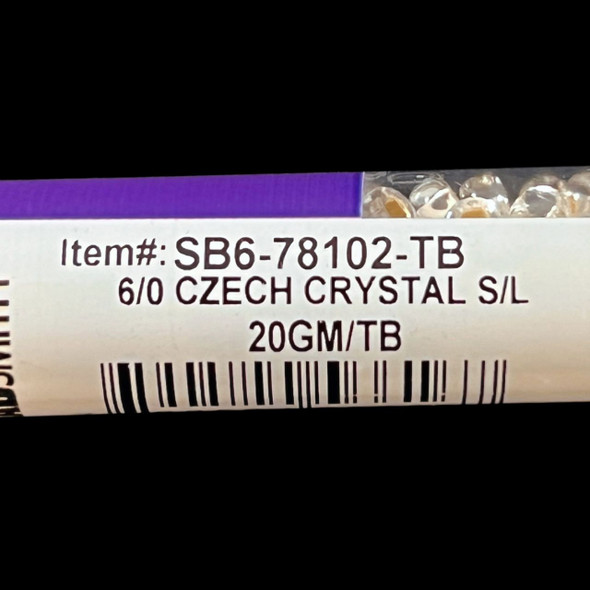 Item#: SB6-78102-TB
6/0 CZECH CRYSTAL S/L
20GM/TB